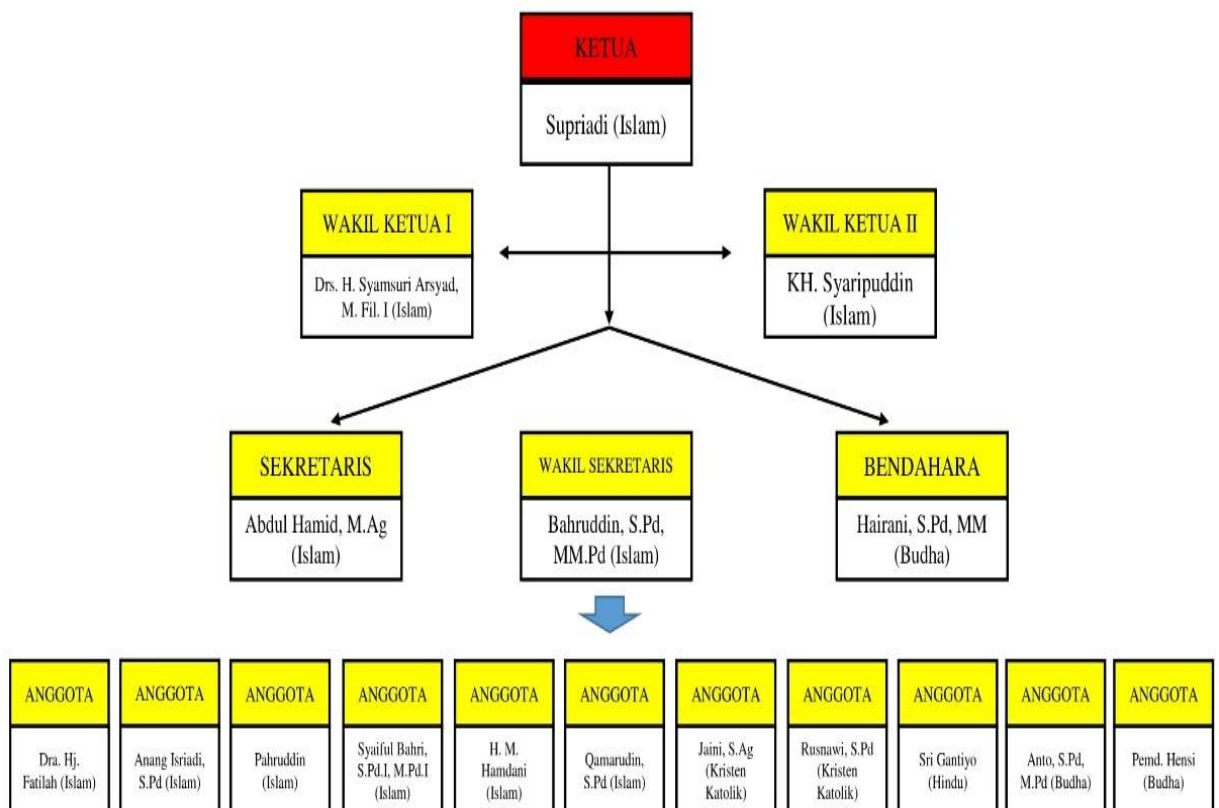 KETUA
Supriadi (Islam)
WAKIL KETUA I
Drs. H. Syamsuri Arsyad,
M. Fil. I (Islam)
WAKIL KETUA II
KH. Syaripuddin
(Islam)
SEKRETARIS
Abdul Hamid, M.Ag
(Islam)
WAKIL SEKRETARIS
Bahruddin, S.Pd,
MM.Pd (Islam)
BENDAHARA
Hairani, S.Pd, MM
(Budha)
ANGGOTA
Dra. Hj.
Fatilah (Islam)
ANGGOTA
Anang Isriadi,
S.Pd (Islam)
ANGGOTA
Pahruddin
(Islam)
ANGGOTA
Syaiful Bahri,
S.Pd.I, M.Pd.I
(Islam)
ANGGOTA
H. M.
Hamdani
(Islam)
ANGGOTA
Qamarudin,
S.Pd (Islam)
ANGGOTA
Jaini, S.Ag
(Kristen
Katolik)
ANGGOTA
Rusnawi, S.Pd
(Kristen
Katolik)
ANGGOTA
Sri Gantiyo
(Hindu)
ANGGOTA
Anto, S.Pd,
M.Pd (Budha)
ANGGOTA
Pemd. Hensi
(Budha)